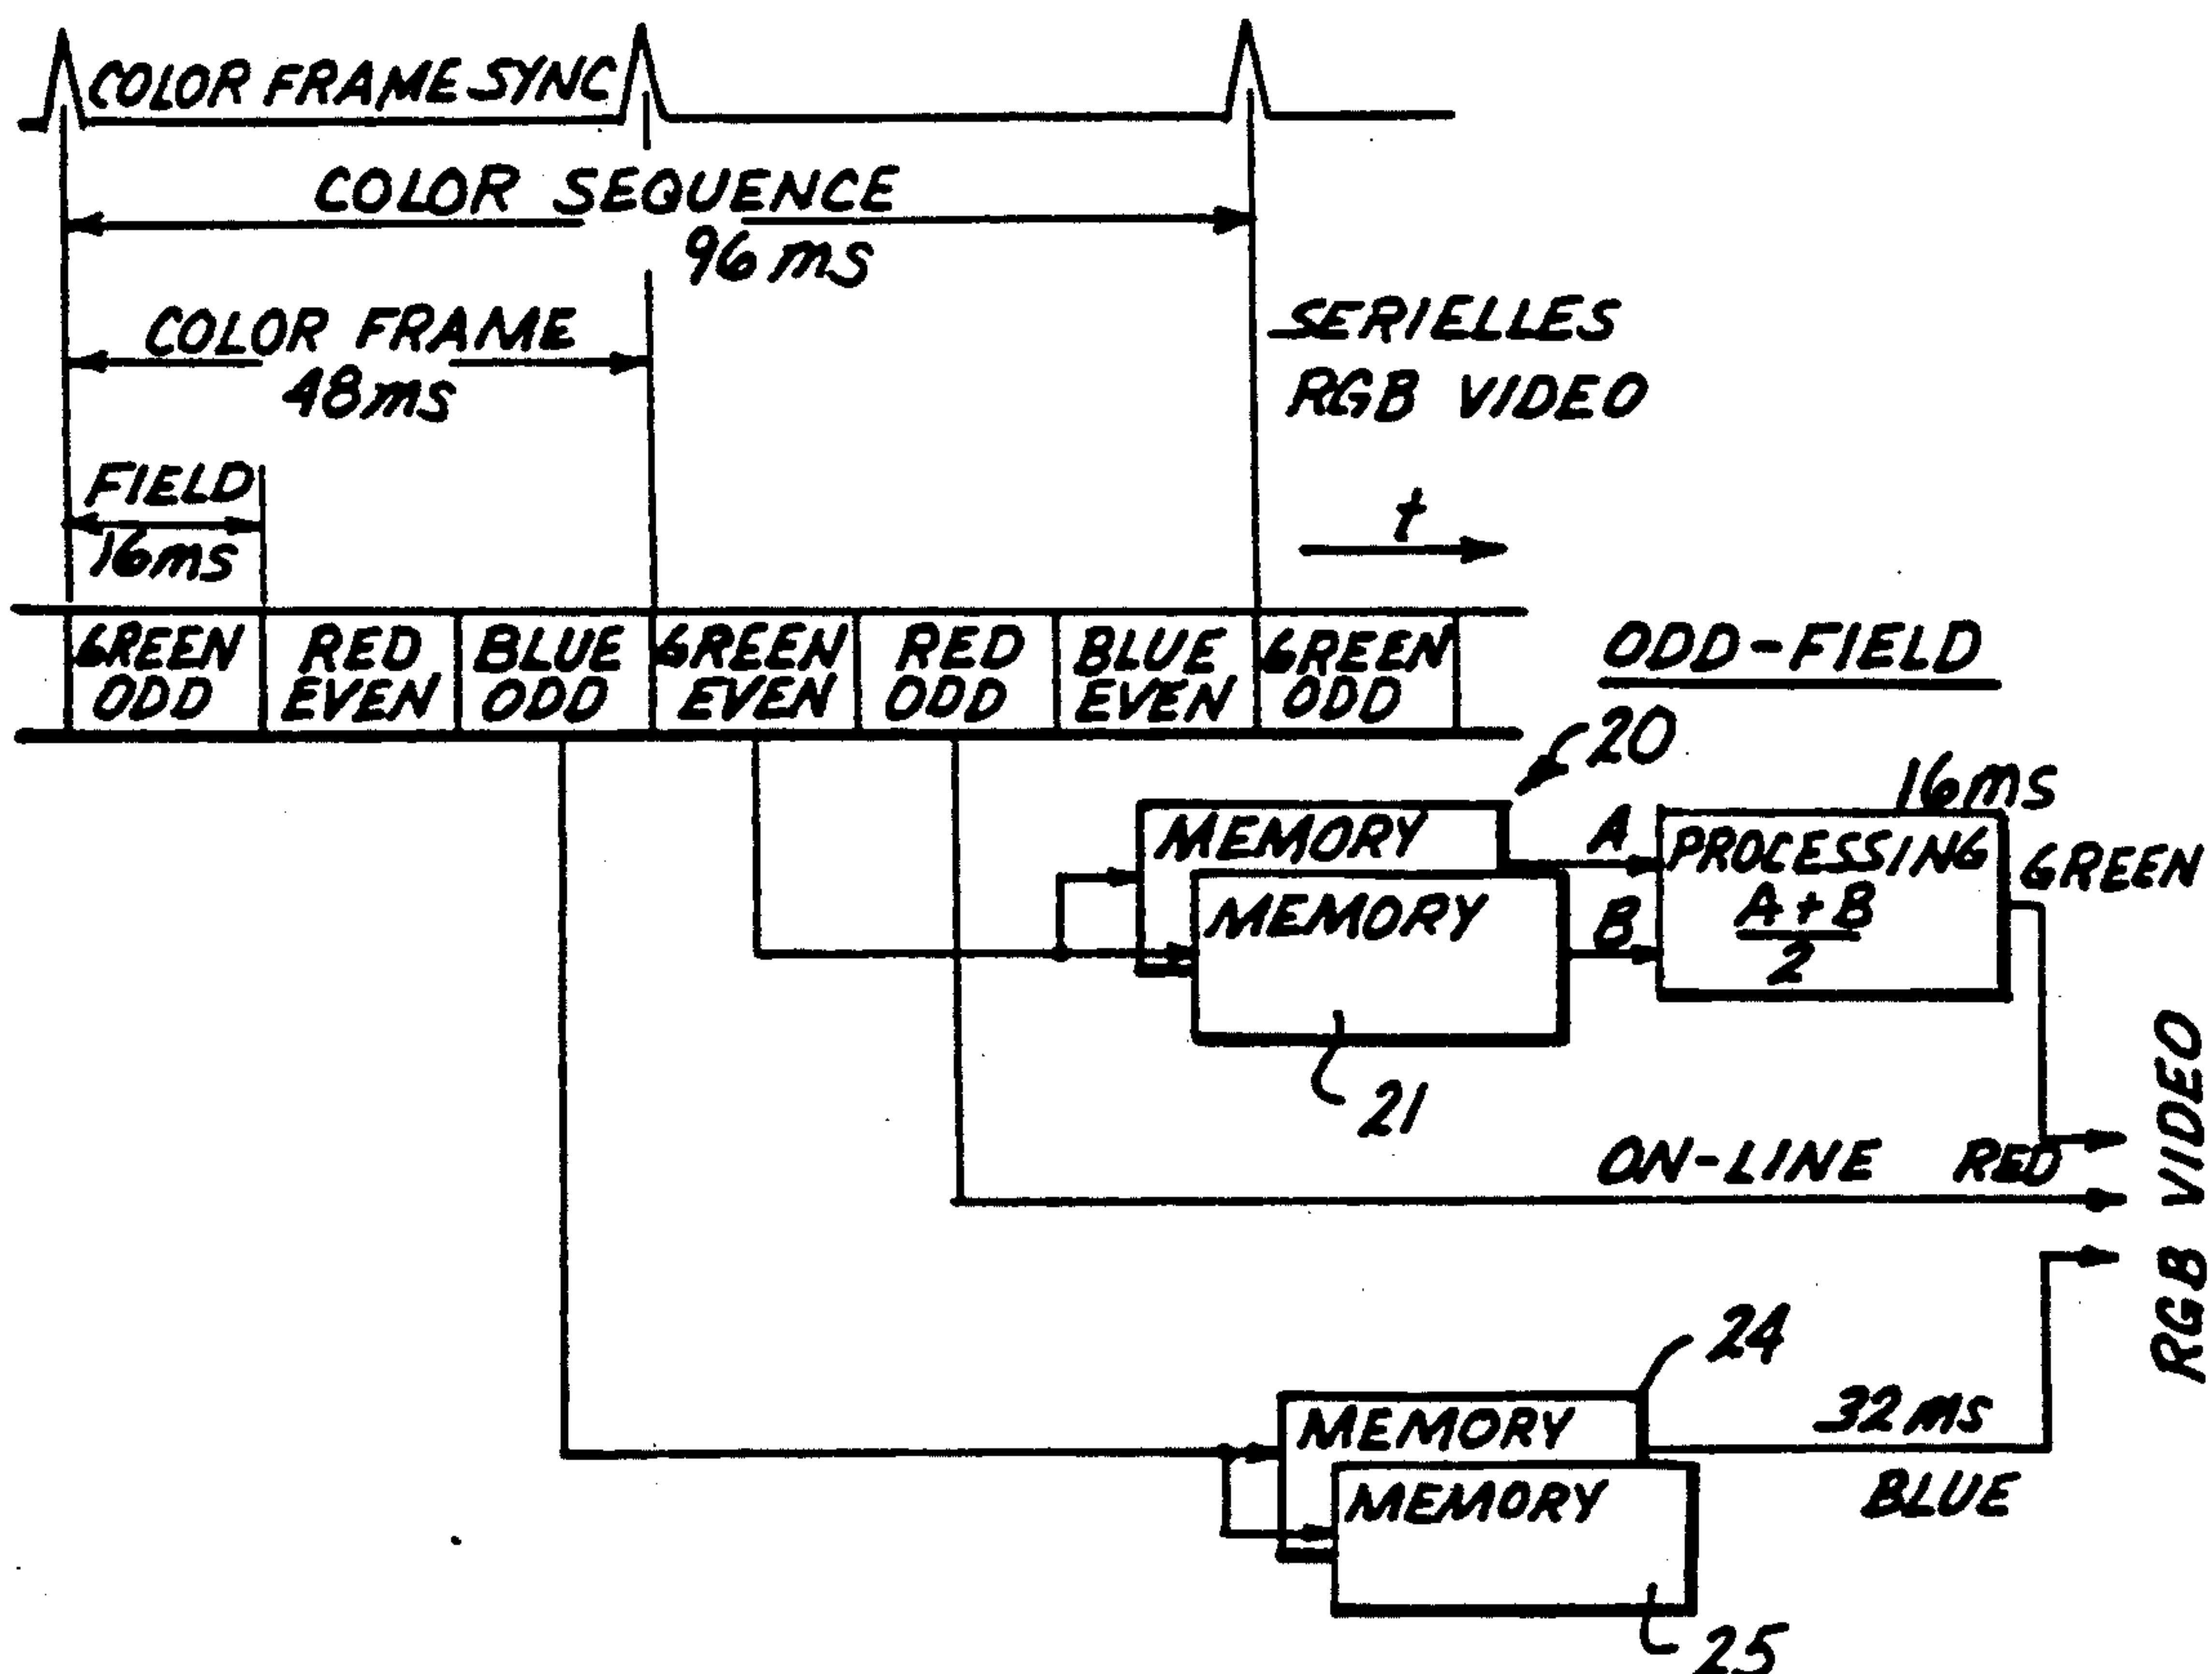 COLOR FRAME SYNC
COLOR SEQUENCE
96 ms
COLOR FRAME
48 ms
SERIELLES
RGB VIDEO
FIELD
16 ms
t
GREEN ODD
RED EVEN
BLUE ODD
GREEN EVEN
RED ODD
BLUE EVEN
GREEN ODD
ODD-FIELD
20
16 ms
MEMORY
A
PROCESSING
GREEN
MEMORY
B
A+B
2
21
ON-LINE RED
RGB VIDEO
24
MEMORY
32 ms
MEMORY
BLUE
25